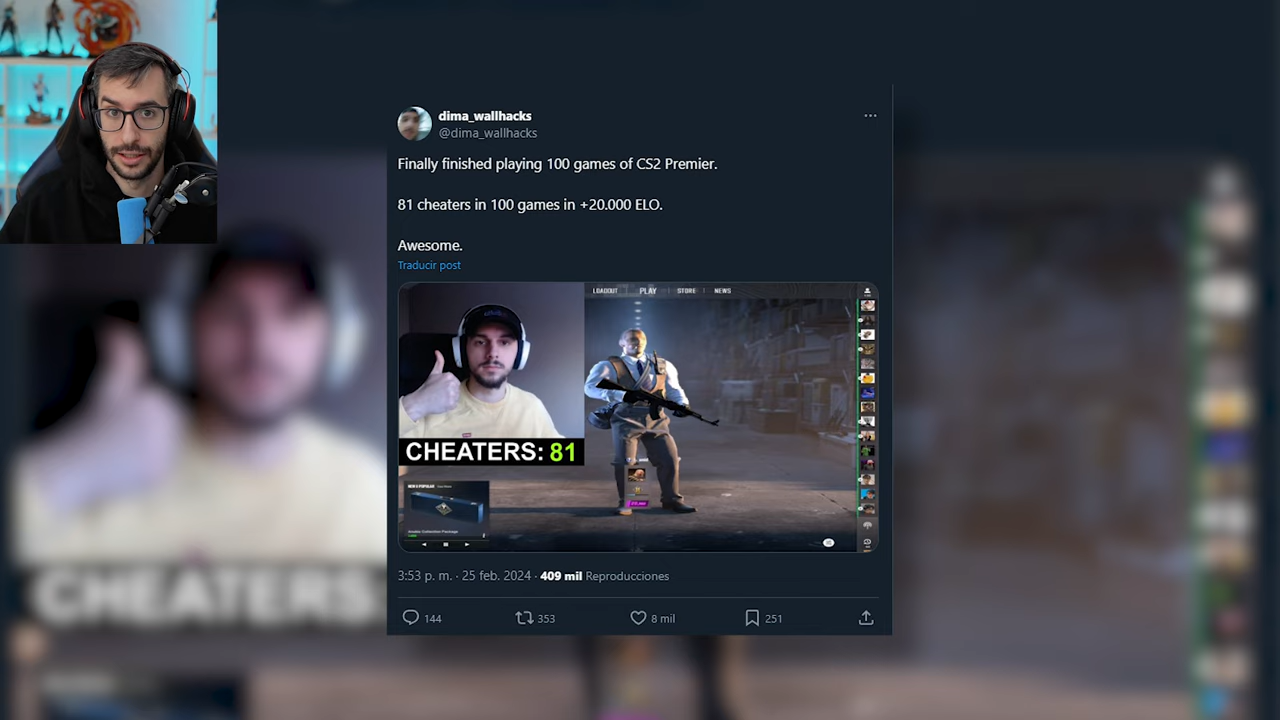 dima_wallhacks
@dima_wallhacks
Finally finished playing 100 games of CS2 Premier.
81 cheaters in 100 games in +20.000 ELO.
Awesome.
Traducir post
LOADOUT PLAY STORE NEWS
CHEATERS: 81
3:53 p. m. · 25 feb. 2024 · 409 mil Reproducciones
144 353 8 mil 251
CHEATERS